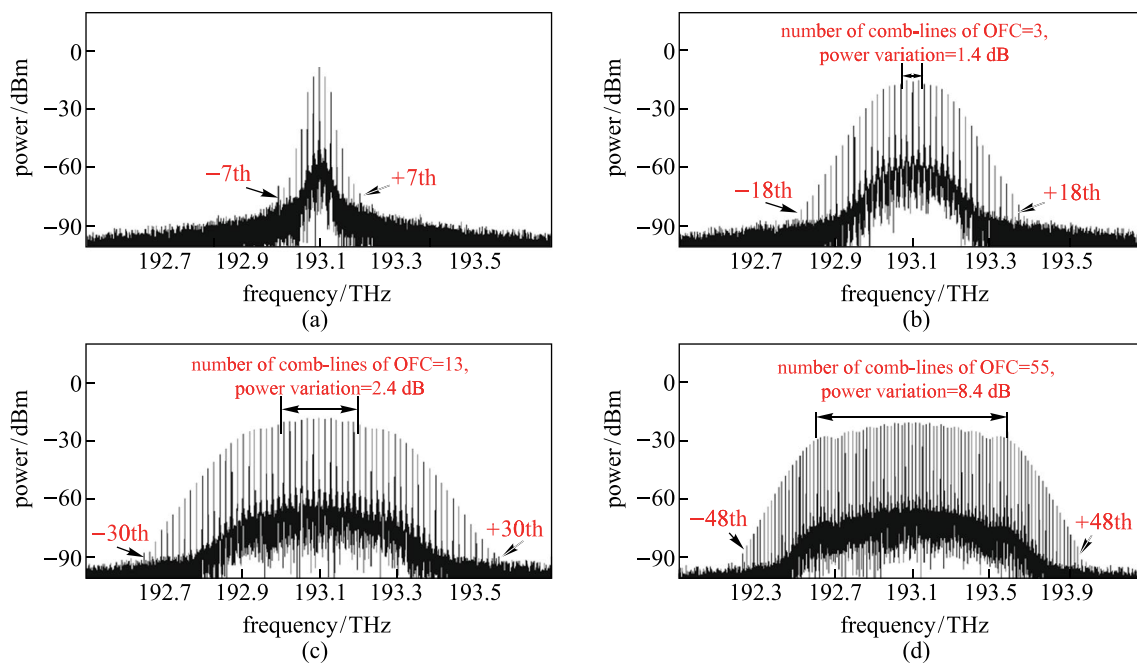 0
−30
−60
−90
power/dBm
−7th
+7th
192.7 192.9 193.1 193.3 193.5
frequency/THz
(a)
number of comb-lines of OFC=3,
power variation=1.4 dB
0
−30
−60
−90
power/dBm
−18th
+18th
192.7 192.9 193.1 193.3 193.5
frequency/THz
(b)
number of comb-lines of OFC=13,
power variation=2.4 dB
0
−30
−60
−90
power/dBm
−30th
+30th
192.7 192.9 193.1 193.3 193.5
frequency/THz
(c)
number of comb-lines of OFC=55,
power variation=8.4 dB
0
−30
−60
−90
power/dBm
−48th
+48th
192.3 192.7 193.1 193.5 193.9
frequency/THz
(d)